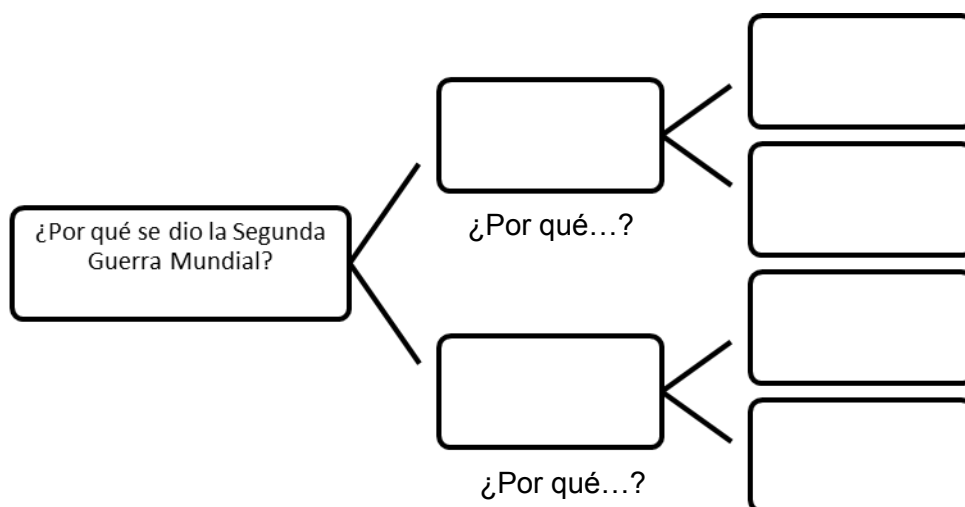 ¿Por qué se dio la Segunda
Guerra Mundial?
¿Por qué…?
¿Por qué…?